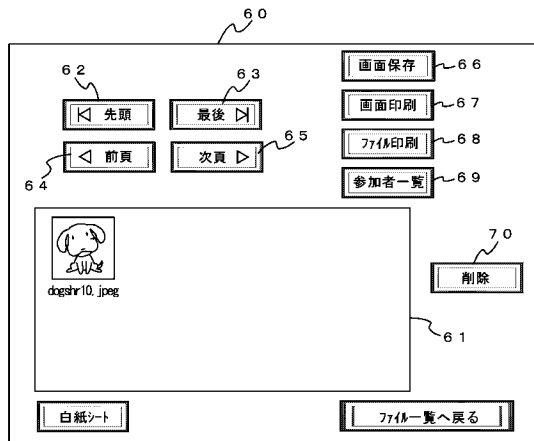 ６０
６２
６３
画面保存
６６
先頭
最後
画面印刷
６７
前頁
次頁
６５
ﾌｧｲﾙ印刷
６８
６４
参加者一覧
６９
７０
削除
dogshr10.jpeg
６１
白紙ｼｰﾄ
ﾌｧｲﾙ一覧へ戻る